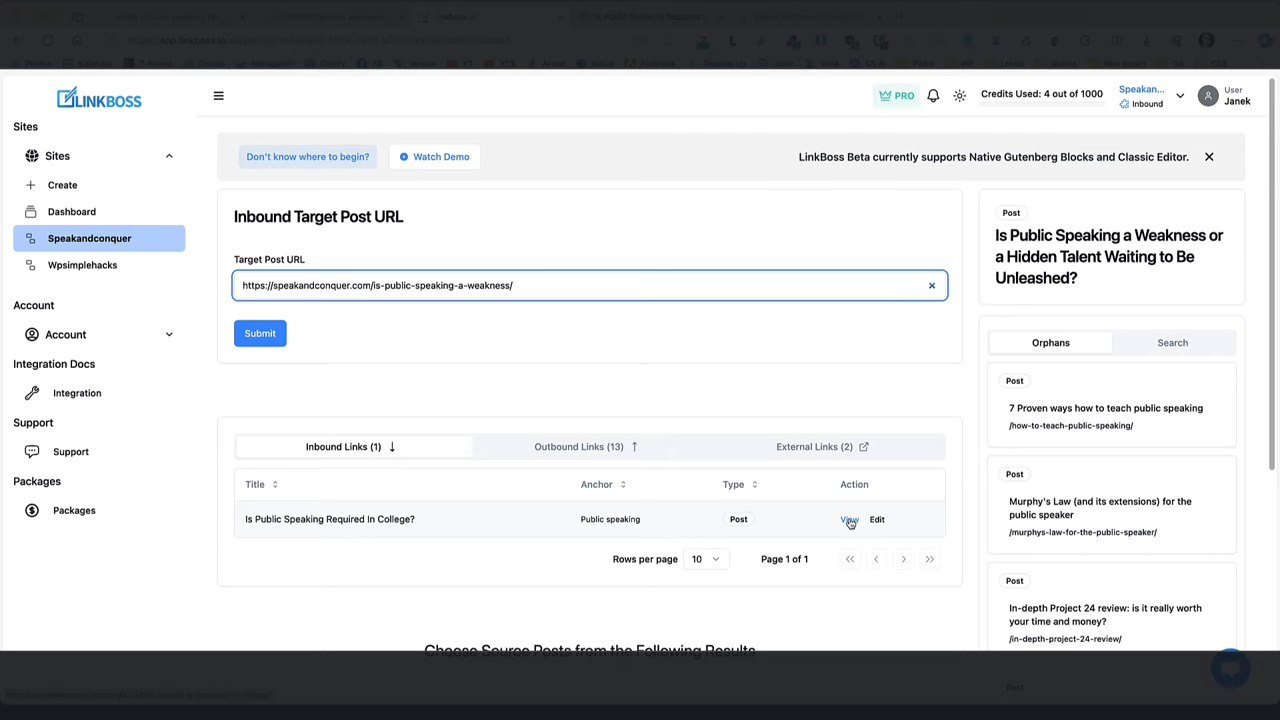 LINKBOSS
PRO
Credits Used: 4 out of 1000
Speakan...
Inbound
User
Janek
Sites
Sites
Create
Dashboard
Speakandconquer
Wpsimplehacks
Account
Account
Integration Docs
Integration
Support
Support
Packages
Packages
Don't know where to begin?
Watch Demo
LinkBoss Beta currently supports Native Gutenberg Blocks and Classic Editor.
Inbound Target Post URL
Target Post URL
https://speakandconquer.com/is-public-speaking-a-weakness/
Submit
Inbound Links (1)
Outbound Links (13)
External Links (2)
Title
Anchor
Type
Action
Is Public Speaking Required In College?
Public speaking
Post
View
Edit
Rows per page
10
Page 1 of 1
Choose Source Posts from the Following Results
Post
Is Public Speaking a Weakness or
a Hidden Talent Waiting to Be
Unleashed?
Orphans
Search
Post
7 Proven ways how to teach public speaking
/how-to-teach-public-speaking/
Post
Murphy's Law (and its extensions) for the
public speaker
/murphys-law-for-the-public-speaker/
Post
In-depth Project 24 review: is it really worth
your time and money?
/in-depth-project-24-review/
Post